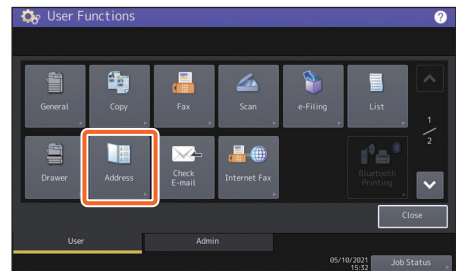 User Functions
?
General
Copy
Fax
Scan
e-Filing
List
1
2
Drawer
Address
Check
E-mail
Internet Fax
Bluetooth
Printing
Close
User
Admin
05/10/2021
15:32
Job Status